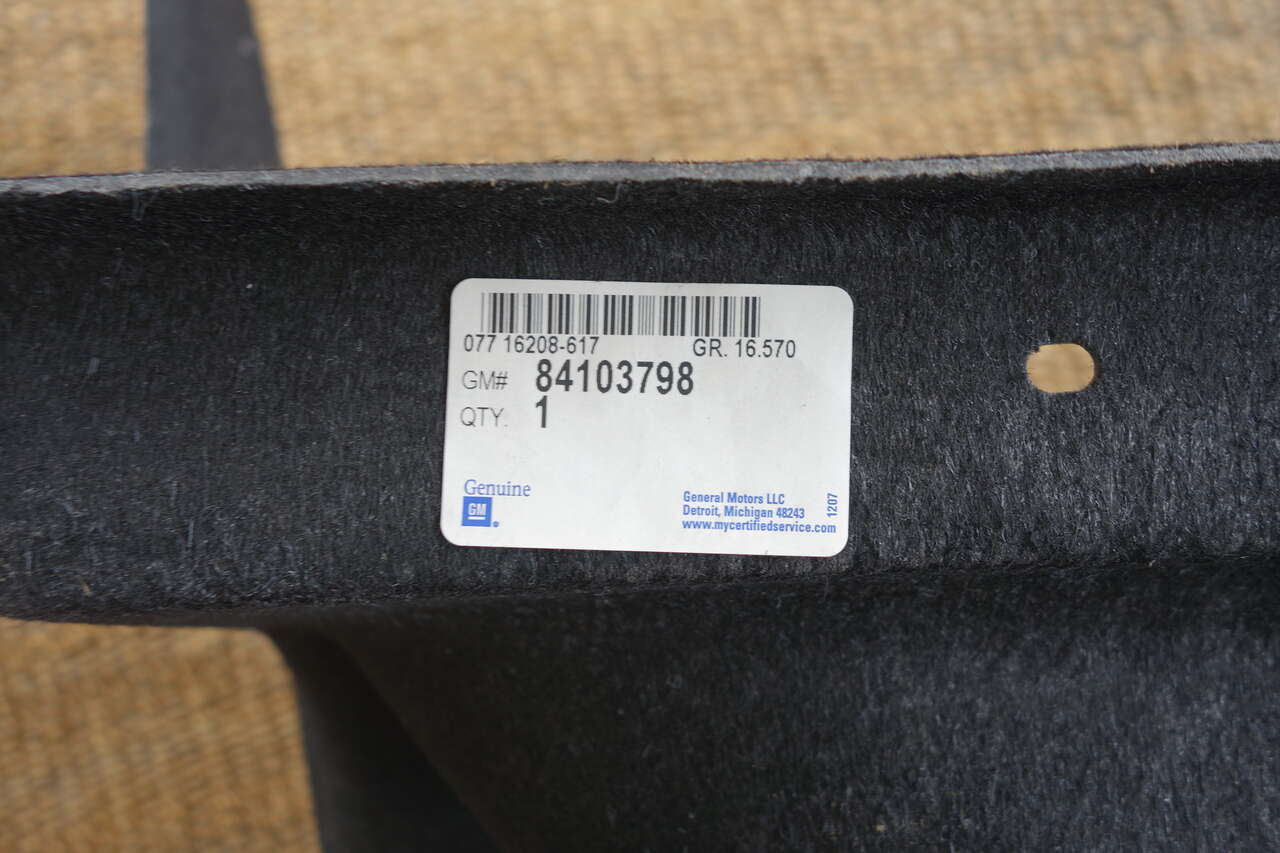 077 16208-617 GR. 16.570
GM# 84103798
QTY. 1
Genuine
GM
General Motors LLC
Detroit, Michigan 48243
www.mycertifiedservice.com
1207